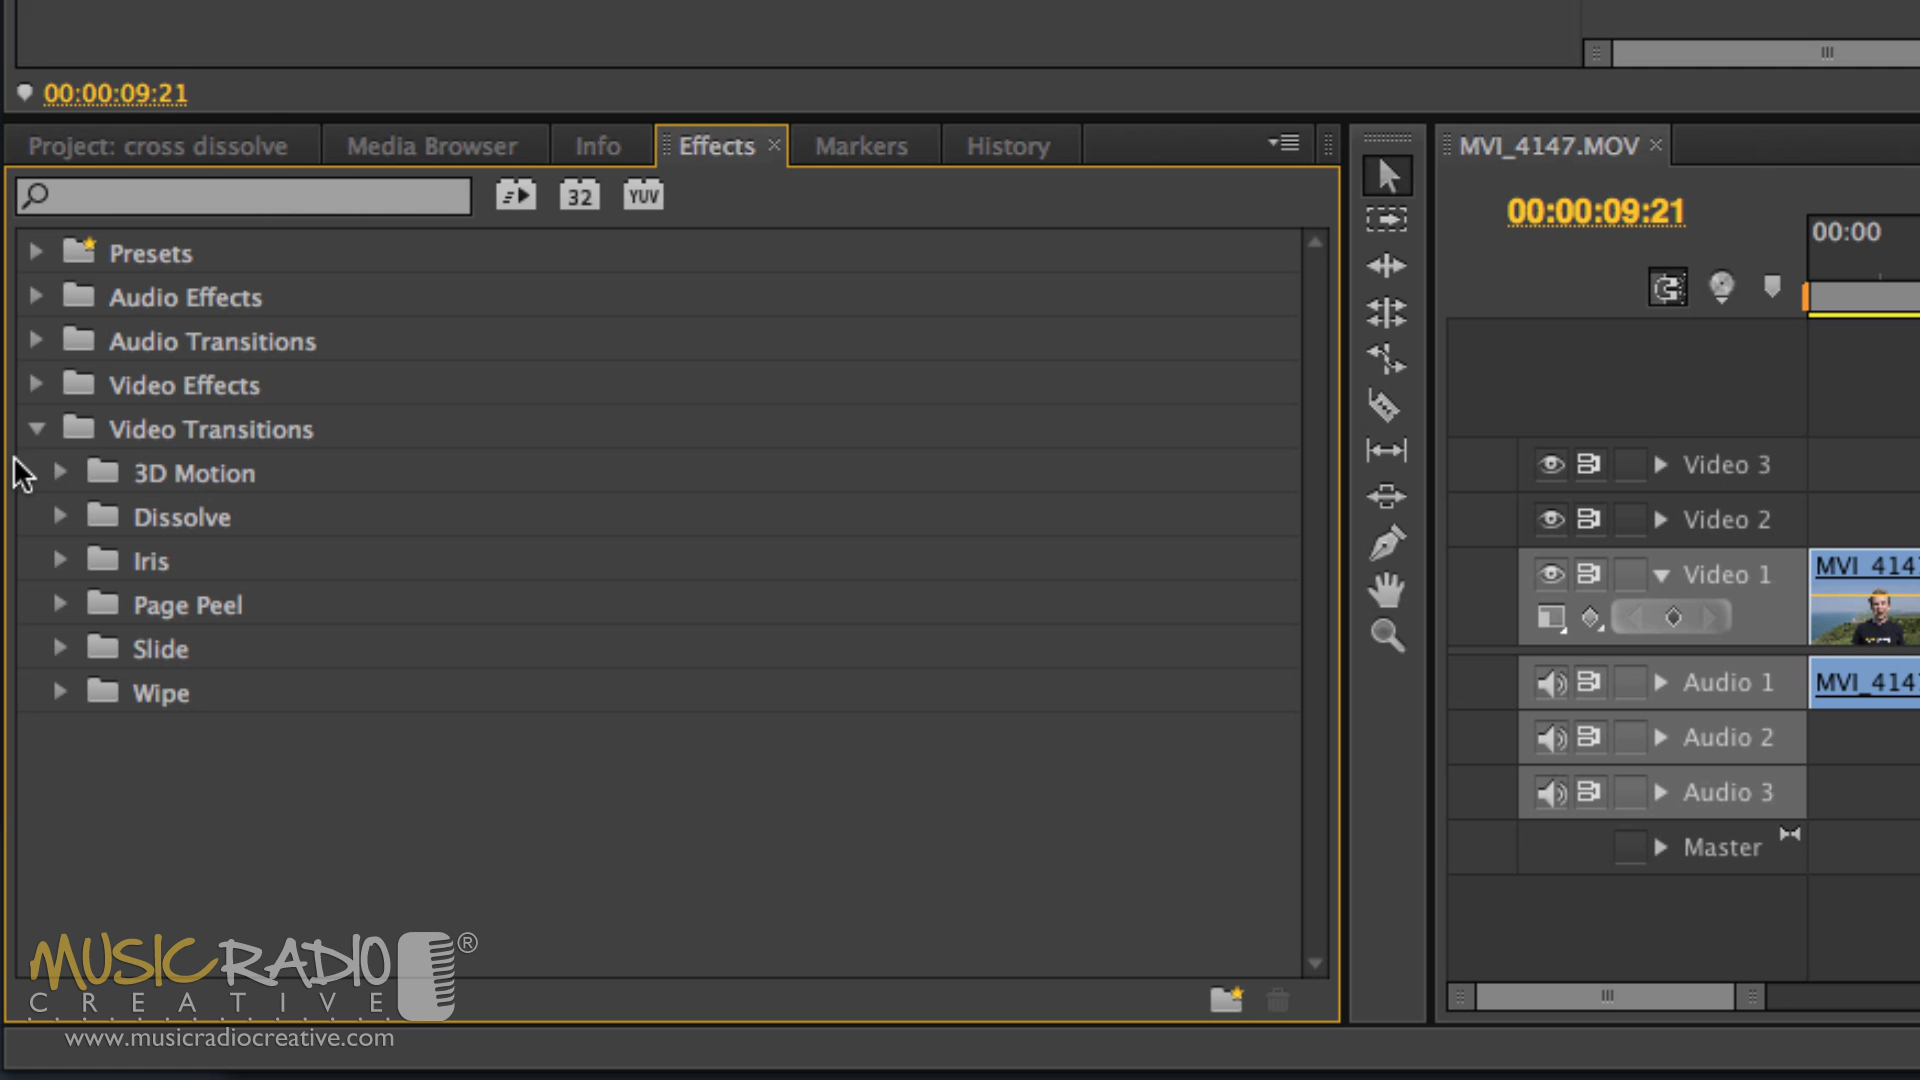 00:00:09:21
Project: cross dissolve
Media Browser
Info
Effects
Markers
History
MVI_4147.MOV
32
YUV
00:00:09:21
00:00
Presets
Audio Effects
Audio Transitions
Video Effects
Video Transitions
3D Motion
Dissolve
Iris
Page Peel
Slide
Wipe
Video 3
Video 2
Video 1
MVI_414
Audio 1
MVI_414
Audio 2
Audio 3
Master
MUSIC RADIO ®
CREATIVE
www.musicradiocreative.com